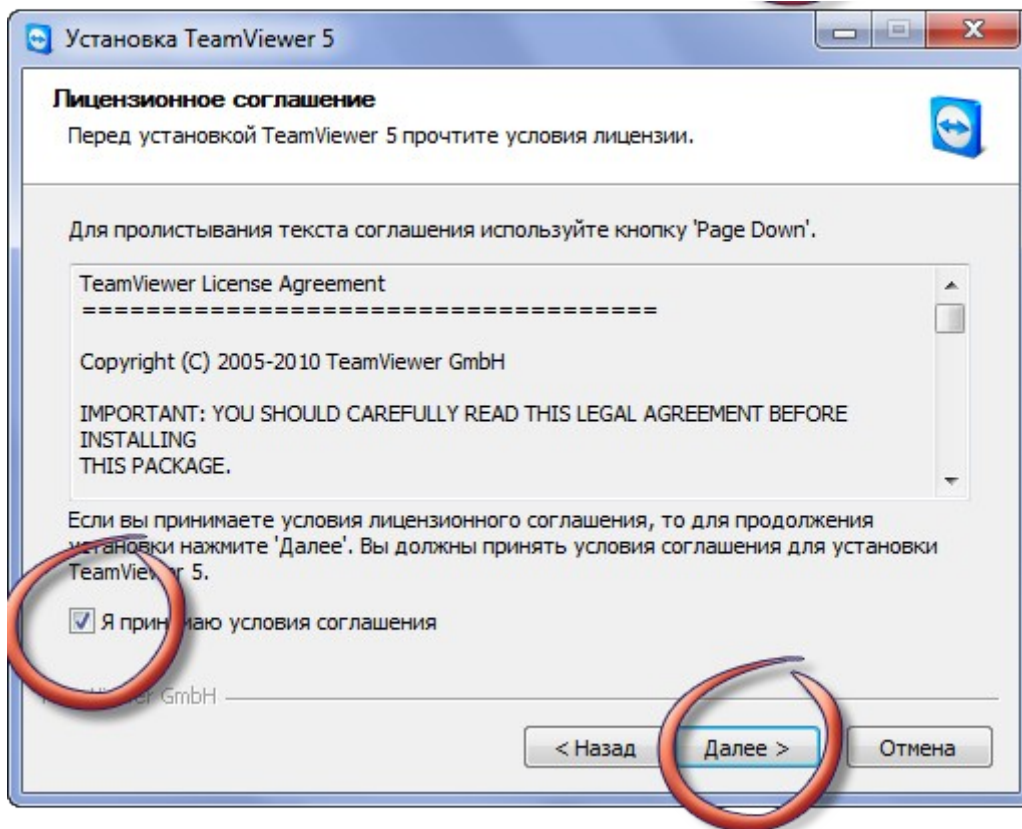 Установка TeamViewer 5
Лицензионное соглашение
Перед установкой TeamViewer 5 прочтите условия лицензии.
Для пролистывания текста соглашения используйте кнопку 'Page Down'.
TeamViewer License Agreement
====================================
Copyright (C) 2005-2010 TeamViewer GmbH
IMPORTANT: YOU SHOULD CAREFULLY READ THIS LEGAL AGREEMENT BEFORE
INSTALLING
THIS PACKAGE.
Если вы принимаете условия лицензионного соглашения, то для продолжения
установки нажмите 'Далее'. Вы должны принять условия соглашения для установки
TeamViewer 5.
Я принимаю условия соглашения
TeamViewer GmbH
< Назад
Далее >
Отмена